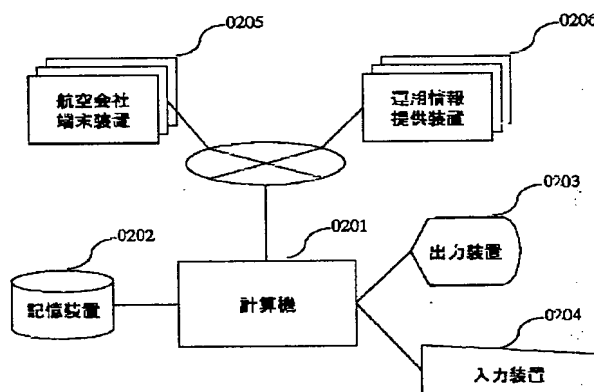 0205
0206
航空会社
端末装置
運用情報
提供装置
0203
0201
0202
出力装置
記憶装置
計算機
0204
入力装置